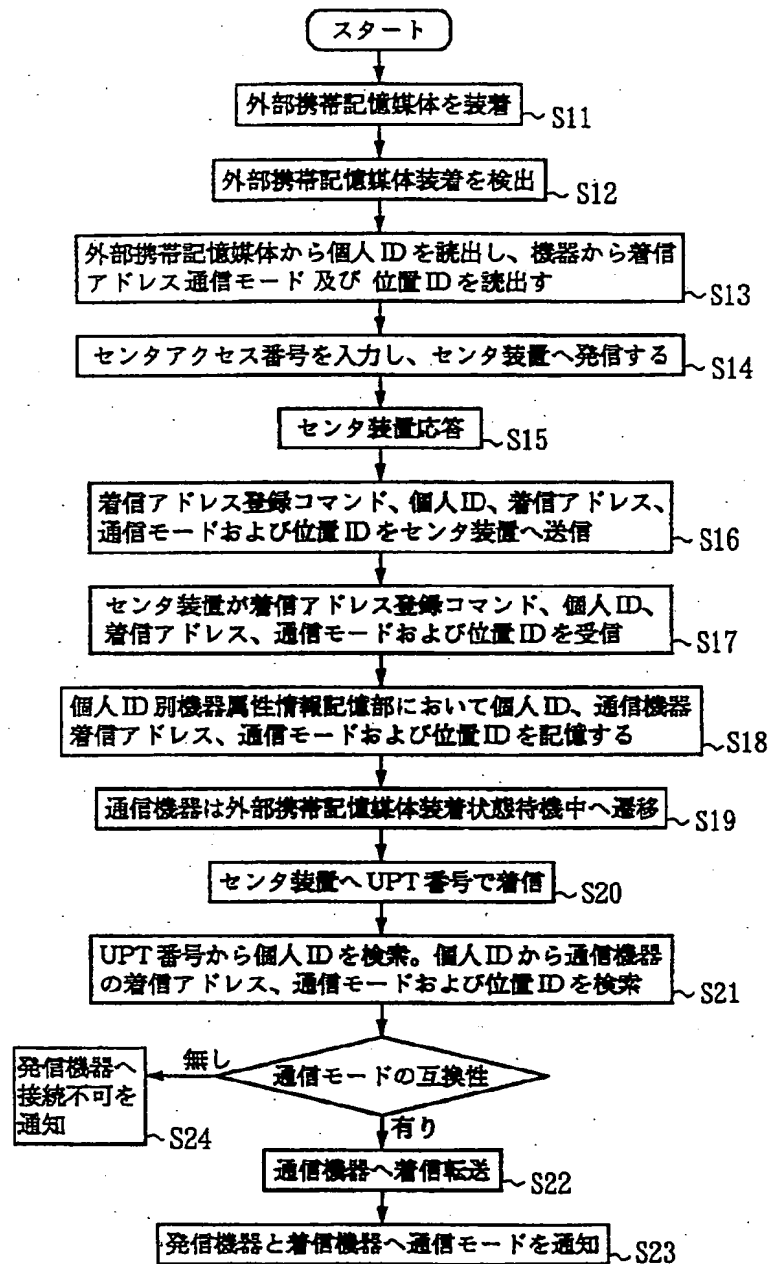 スタート
外部携帯記憶媒体を装着
S11
外部携帯記憶媒体装着を検出
S12
外部携帯記憶媒体から個人IDを読出し、機器から着信
アドレス通信モード 及び 位置IDを読出す
S13
センタアクセス番号を入力し、センタ装置へ発信する
S14
センタ装置応答
S15
着信アドレス登録コマンド、個人ID、着信アドレス、
通信モードおよび位置IDをセンタ装置へ送信
S16
センタ装置が着信アドレス登録コマンド、個人ID、
着信アドレス、通信モードおよび位置IDを受信
S17
個人ID別機器属性情報記憶部において個人ID、通信機器
着信アドレス、通信モードおよび位置IDを記憶する
S18
通信機器は外部携帯記憶媒体装着状態待機中へ遷移
S19
センタ装置へUPT番号で着信
S20
UPT番号から個人IDを検索。個人IDから通信機器
の着信アドレス、通信モードおよび位置IDを検索
S21
通信モードの互換性
無し
発信機器へ
接続不可を
通知
S24
有り
通信機器へ着信転送
S22
発信機器と着信機器へ通信モードを通知
S23